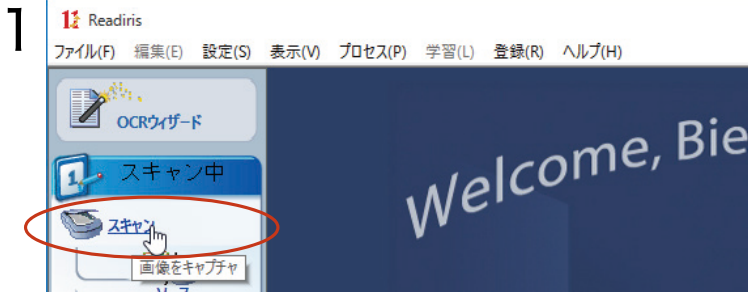 1
Readiris
ファイル(F) 編集(E) 設定(S) 表示(V) プロセス(P) 学習(L) 登録(R) ヘルプ(H)
OCRウィザード
1 スキャン中
スキャン
画像をキャプチャ
Welcome, Bie